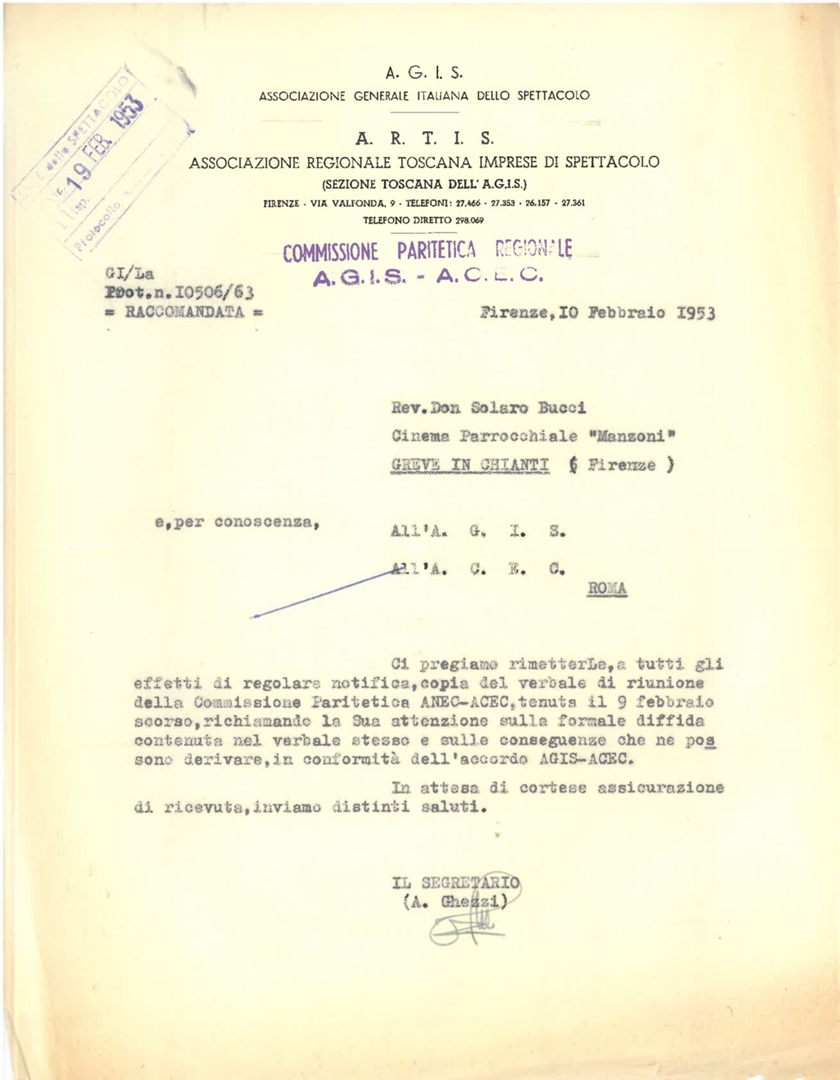 A. G. I. S.
ASSOCIAZIONE GENERALE ITALIANA DELLO SPETTACOLO
A. R. T. I. S.
ASSOCIAZIONE REGIONALE TOSCANA IMPRESE DI SPETTACOLO
(SEZIONE TOSCANA DELL' A.G.I.S.)
FIRENZE - VIA VALFONDA, 9 - TELEFONI: 27.466 - 27.353 - 26.157 - 27.361
TELEFONO DIRETTO 298.069
dello SPETTACOLO
19 FEB. 1953
Protocollo
COMMISSIONE PARITETICA REGIONALE
A.G.I.S. - A.C.E.C.
GI/La
Prot.n.I0506/63
= RACCOMANDATA =
Firenze,I0 Febbraio I953
Rev.Don Solaro Bucci
Cinema Parrocchiale "Manzoni"
GREVE IN CHIANTI ( Firenze )
e,per conoscenza,
All'A. G. I. S.
All'A. C. E. C.
ROMA
Ci pregiamo rimetterLe,a tutti gli
effetti di regolare notifica,copia del verbale di riunione
della Commissione Paritetica ANEC-ACEC,tenuta il 9 febbraio
scorso,richiamando la Sua attenzione sulla formale diffida
contenuta nel verbale stesso e sulle conseguenze che ne pos
sono derivare,in conformità dell'accordo AGIS-ACEC.
In attesa di cortese assicurazione
di ricevuta,inviamo distinti saluti.
IL SEGRETARIO
(A. Ghezzi)